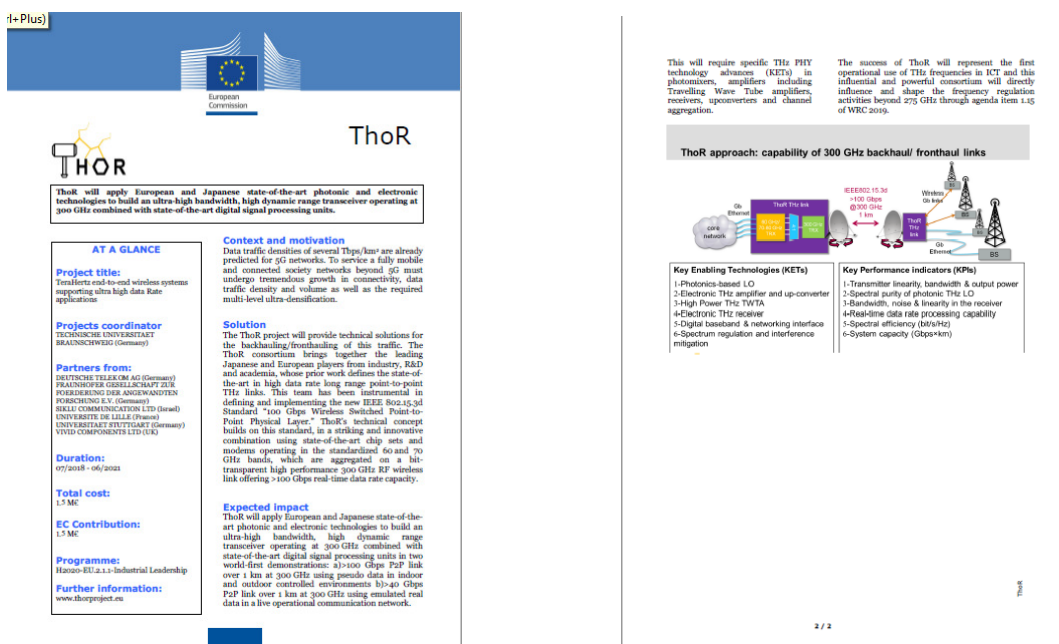 rl+Plus)
European
Commission
THOR
ThoR
ThoR will apply European and Japanese state-of-the-art photonic and electronic
technologies to build an ultra-high bandwidth, high dynamic range transceiver operating at
300 GHz combined with state-of-the-art digital signal processing units.
AT A GLANCE
Project title:
TeraHertz end-to-end wireless systems
supporting ultra high data Rate
applications
Projects coordinator
TECHNISCHE UNIVERSITAET
BRAUNSCHWEIG (Germany)
Partners from:
DEUTSCHE TELEKOM AG (Germany)
FRAUNHOFER GESELLSCHAFT ZUR
FOERDERUNG DER ANGEWANDTEN
FORSCHUNG E.V. (Germany)
SIKLU COMMUNICATION LTD (Israel)
UNIVERSITE DE LILLE (France)
UNIVERSITAET STUTTGART (Germany)
VIVID COMPONENTS LTD (UK)
Duration:
07/2018 - 06/2021
Total cost:
1.5 M€
EC Contribution:
1.5 M€
Programme:
H2020-EU.2.1.1-Industrial Leadership
Further information:
www.thorproject.eu
Context and motivation
Data traffic densities of several Tbps/km² are already
predicted for 5G networks. To service a fully mobile
and connected society networks beyond 5G must
undergo tremendous growth in connectivity, data
traffic density and volume as well as the required
multi-level ultra-densification.
Solution
The ThoR project will provide technical solutions for
the backhauling/fronthauling of this traffic. The
ThoR consortium brings together the leading
Japanese and European players from industry, R&D
and academia, whose prior work defines the state-of-
the-art in high data rate long range point-to-point
THz links. This team has been instrumental in
defining and implementing the new IEEE 802.15.3d
Standard "100 Gbps Wireless Switched Point-to-
Point Physical Layer." ThoR's technical concept
builds on this standard, in a striking and innovative
combination using state-of-the-art chip sets and
modems operating in the standardized 60 and 70
GHz bands, which are aggregated on a bit-
transparent high performance 300 GHz RF wireless
link offering >100 Gbps real-time data rate capacity.
Expected impact
ThoR will apply European and Japanese state-of-the-
art photonic and electronic technologies to build an
ultra-high bandwidth, high dynamic range
transceiver operating at 300 GHz combined with
state-of-the-art digital signal processing units in two
world-first demonstrations: a)>100 Gbps P2P link
over 1 km at 300 GHz using pseudo data in indoor
and outdoor controlled environments b)>40 Gbps
P2P link over 1 km at 300 GHz using emulated real
data in a live operational communication network.
This will require specific THz PHY
technology advances (KETs) in
photomixers, amplifiers including
Travelling Wave Tube amplifiers,
receivers, upconverters and channel
aggregation.
The success of ThoR will represent the first
operational use of THz frequencies in ICT and this
influential and powerful consortium will directly
influence and shape the frequency regulation
activities beyond 275 GHz through agenda item 1.15
of WRC 2019.
ThoR approach: capability of 300 GHz backhaul/ fronthaul links
core
network
Gb
Ethernet
ThoR THz link
IEEE802.15.3d
>100 Gbps
@300 GHz
1 km
ThoR
THz
link
Wireless
Gb links
Gb
Ethernet
BS
BS
Key Enabling Technologies (KETs)
1-Photonics-based LO
2-Electronic THz amplifier and up-converter
3-High Power THz TWTA
4-Electronic THz receiver
5-Digital baseband & networking interface
6-Spectrum regulation and interference
mitigation
Key Performance indicators (KPIs)
1-Transmitter linearity, bandwidth & output power
2-Spectral purity of photonic THz LO
3-Bandwidth, noise & linearity in the receiver
4-Real-time data rate processing capability
5-Spectral efficiency (bit/s/Hz)
6-System capacity (Gbps×km)
ThoR
2 / 2